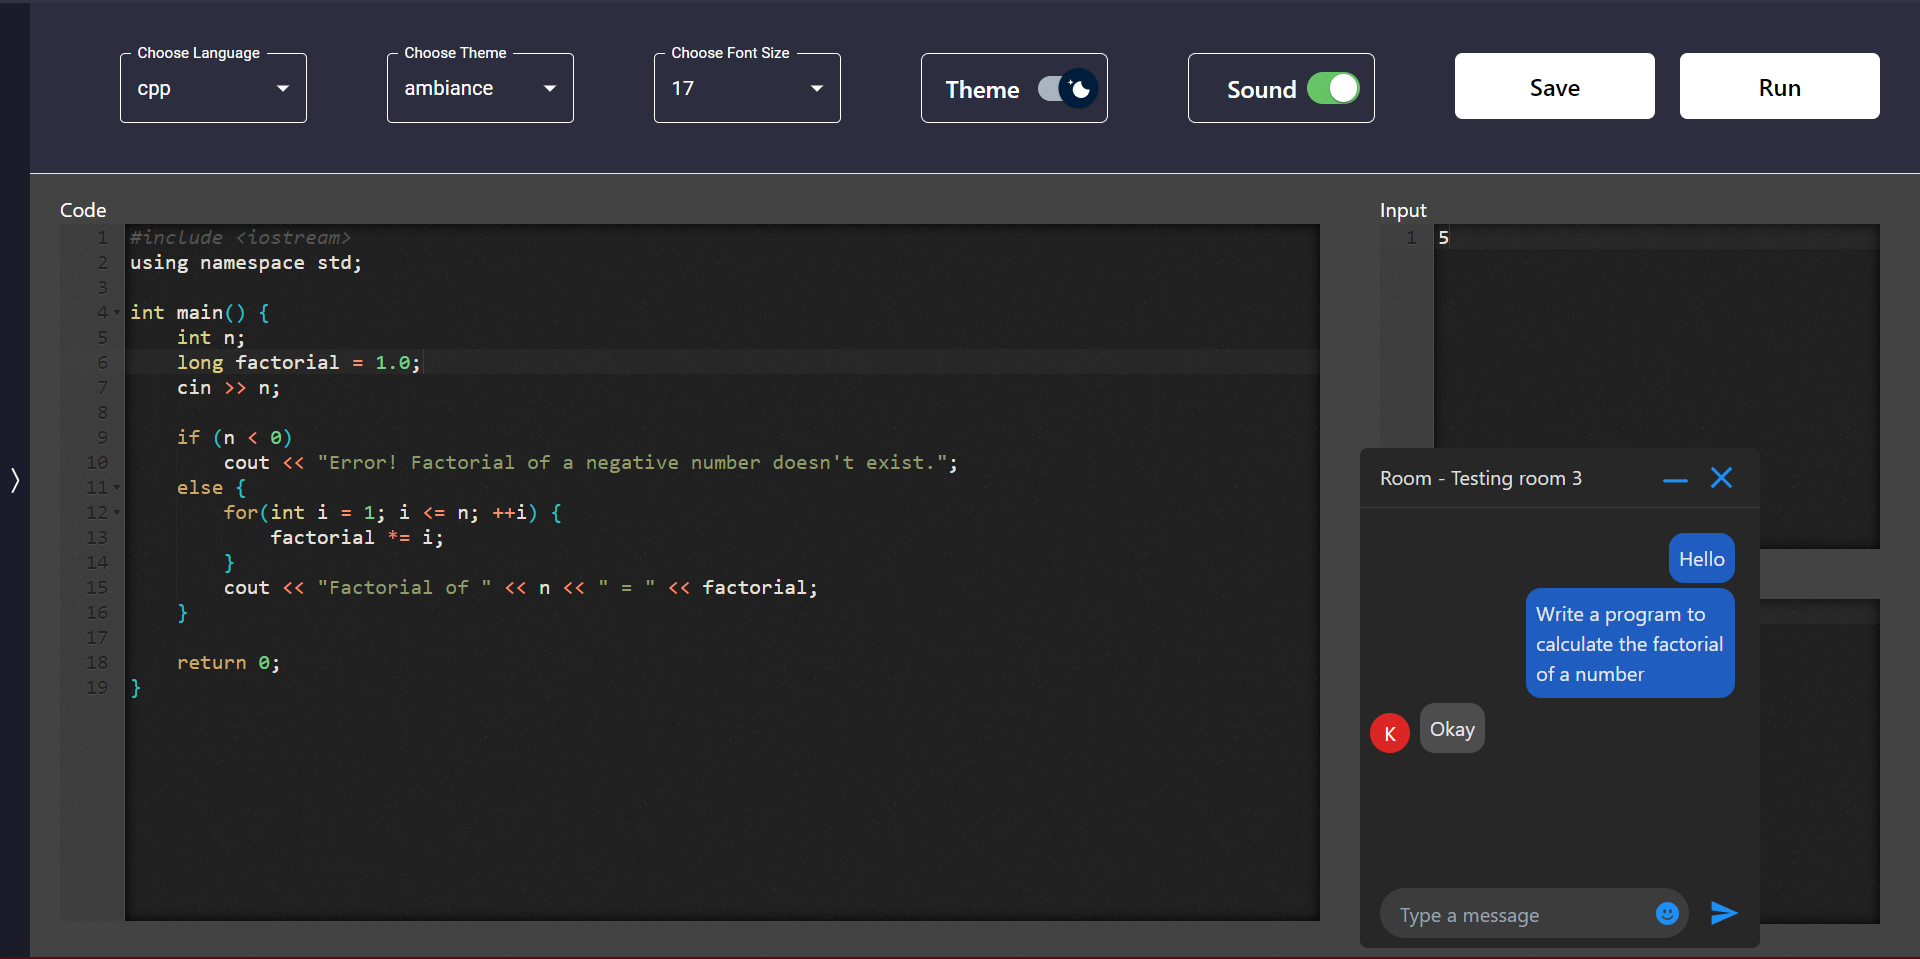 Choose Language
cpp
Choose Theme
ambiance
Choose Font Size
17
Theme
Sound
Save
Run
Code
1 #include <iostream>
2 using namespace std;
3
4 int main() {
5     int n;
6     long factorial = 1.0;
7     cin >> n;
8
9     if (n < 0)
10         cout << "Error! Factorial of a negative number doesn't exist.";
11     else {
12         for(int i = 1; i <= n; ++i) {
13             factorial *= i;
14         }
15         cout << "Factorial of " << n << " = " << factorial;
16     }
17
18     return 0;
19 }
Input
1 5
Room - Testing room 3
Hello
Write a program to
calculate the factorial
of a number
K
Okay
Type a message